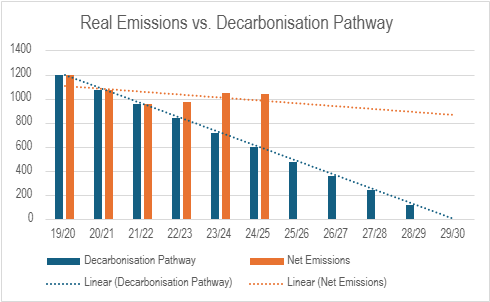 Real Emissions vs. Decarbonisation Pathway
1400
1200
1000
800
600
400
200
0
19/20 20/21 21/22 22/23 23/24 24/25 25/26 26/27 27/28 28/29 29/30
Decarbonisation Pathway Net Emissions
Linear (Decarbonisation Pathway) Linear (Net Emissions)